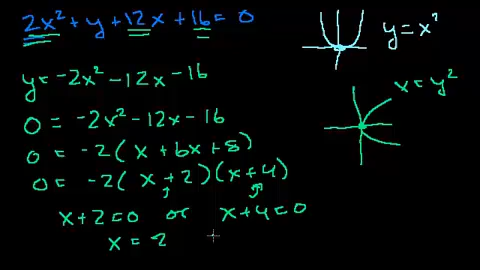 2x² + y + 12x + 16 = 0
y = x²
y = -2x² - 12x - 16
x = y²
0 = -2x² - 12x - 16
0 = -2(x + 6x + 8)
0 = -2(x + 2)(x + 4)
x + 2 = 0 or x + 4 = 0
x = 2